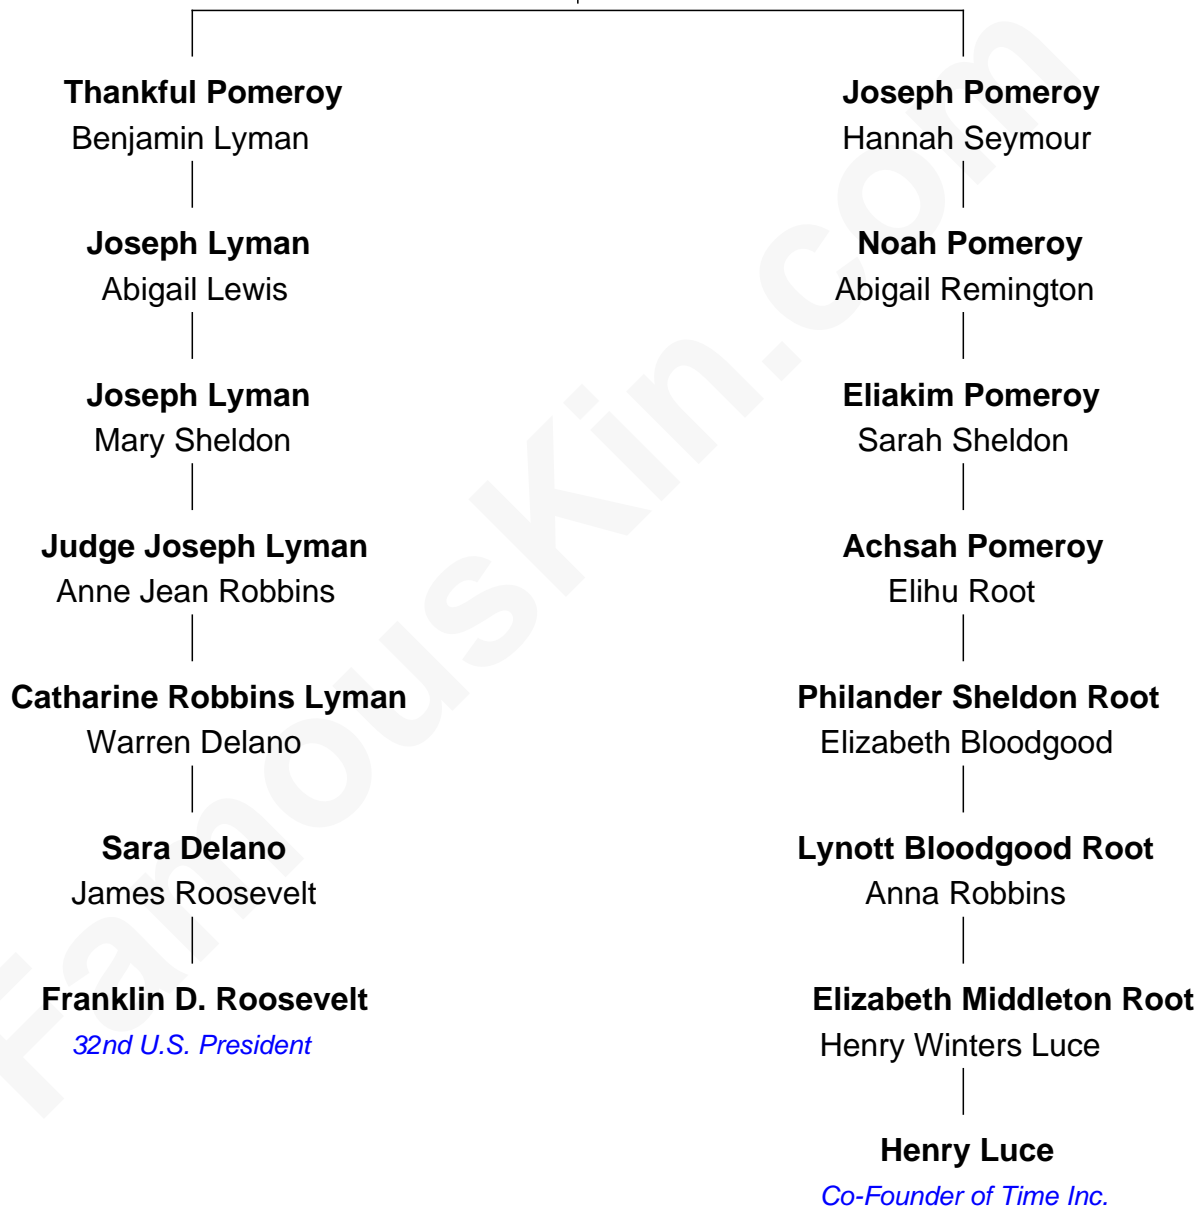 Thankful Pomeroy
Benjamin Lyman
Joseph Lyman
Abigail Lewis
Joseph Lyman
Mary Sheldon
Judge Joseph Lyman
Anne Jean Robbins
Catharine Robbins Lyman
Warren Delano
Sara Delano
James Roosevelt
Franklin D. Roosevelt
32nd U.S. President
Joseph Pomeroy
Hannah Seymour
Noah Pomeroy
Abigail Remington
Eliakim Pomeroy
Sarah Sheldon
Achsah Pomeroy
Elihu Root
Philander Sheldon Root
Elizabeth Bloodgood
Lynott Bloodgood Root
Anna Robbins
Elizabeth Middleton Root
Henry Winters Luce
Henry Luce
Co-Founder of Time Inc.
FamousKin.com